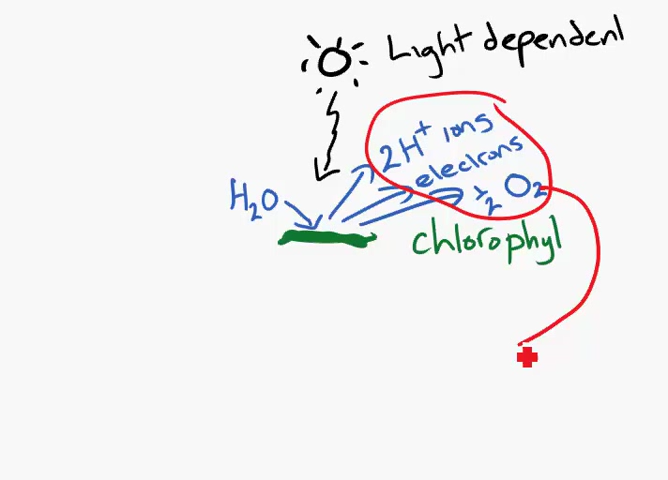 Light dependent
2H⁺ ions
electrons
H₂O
½ O₂
chlorophyl